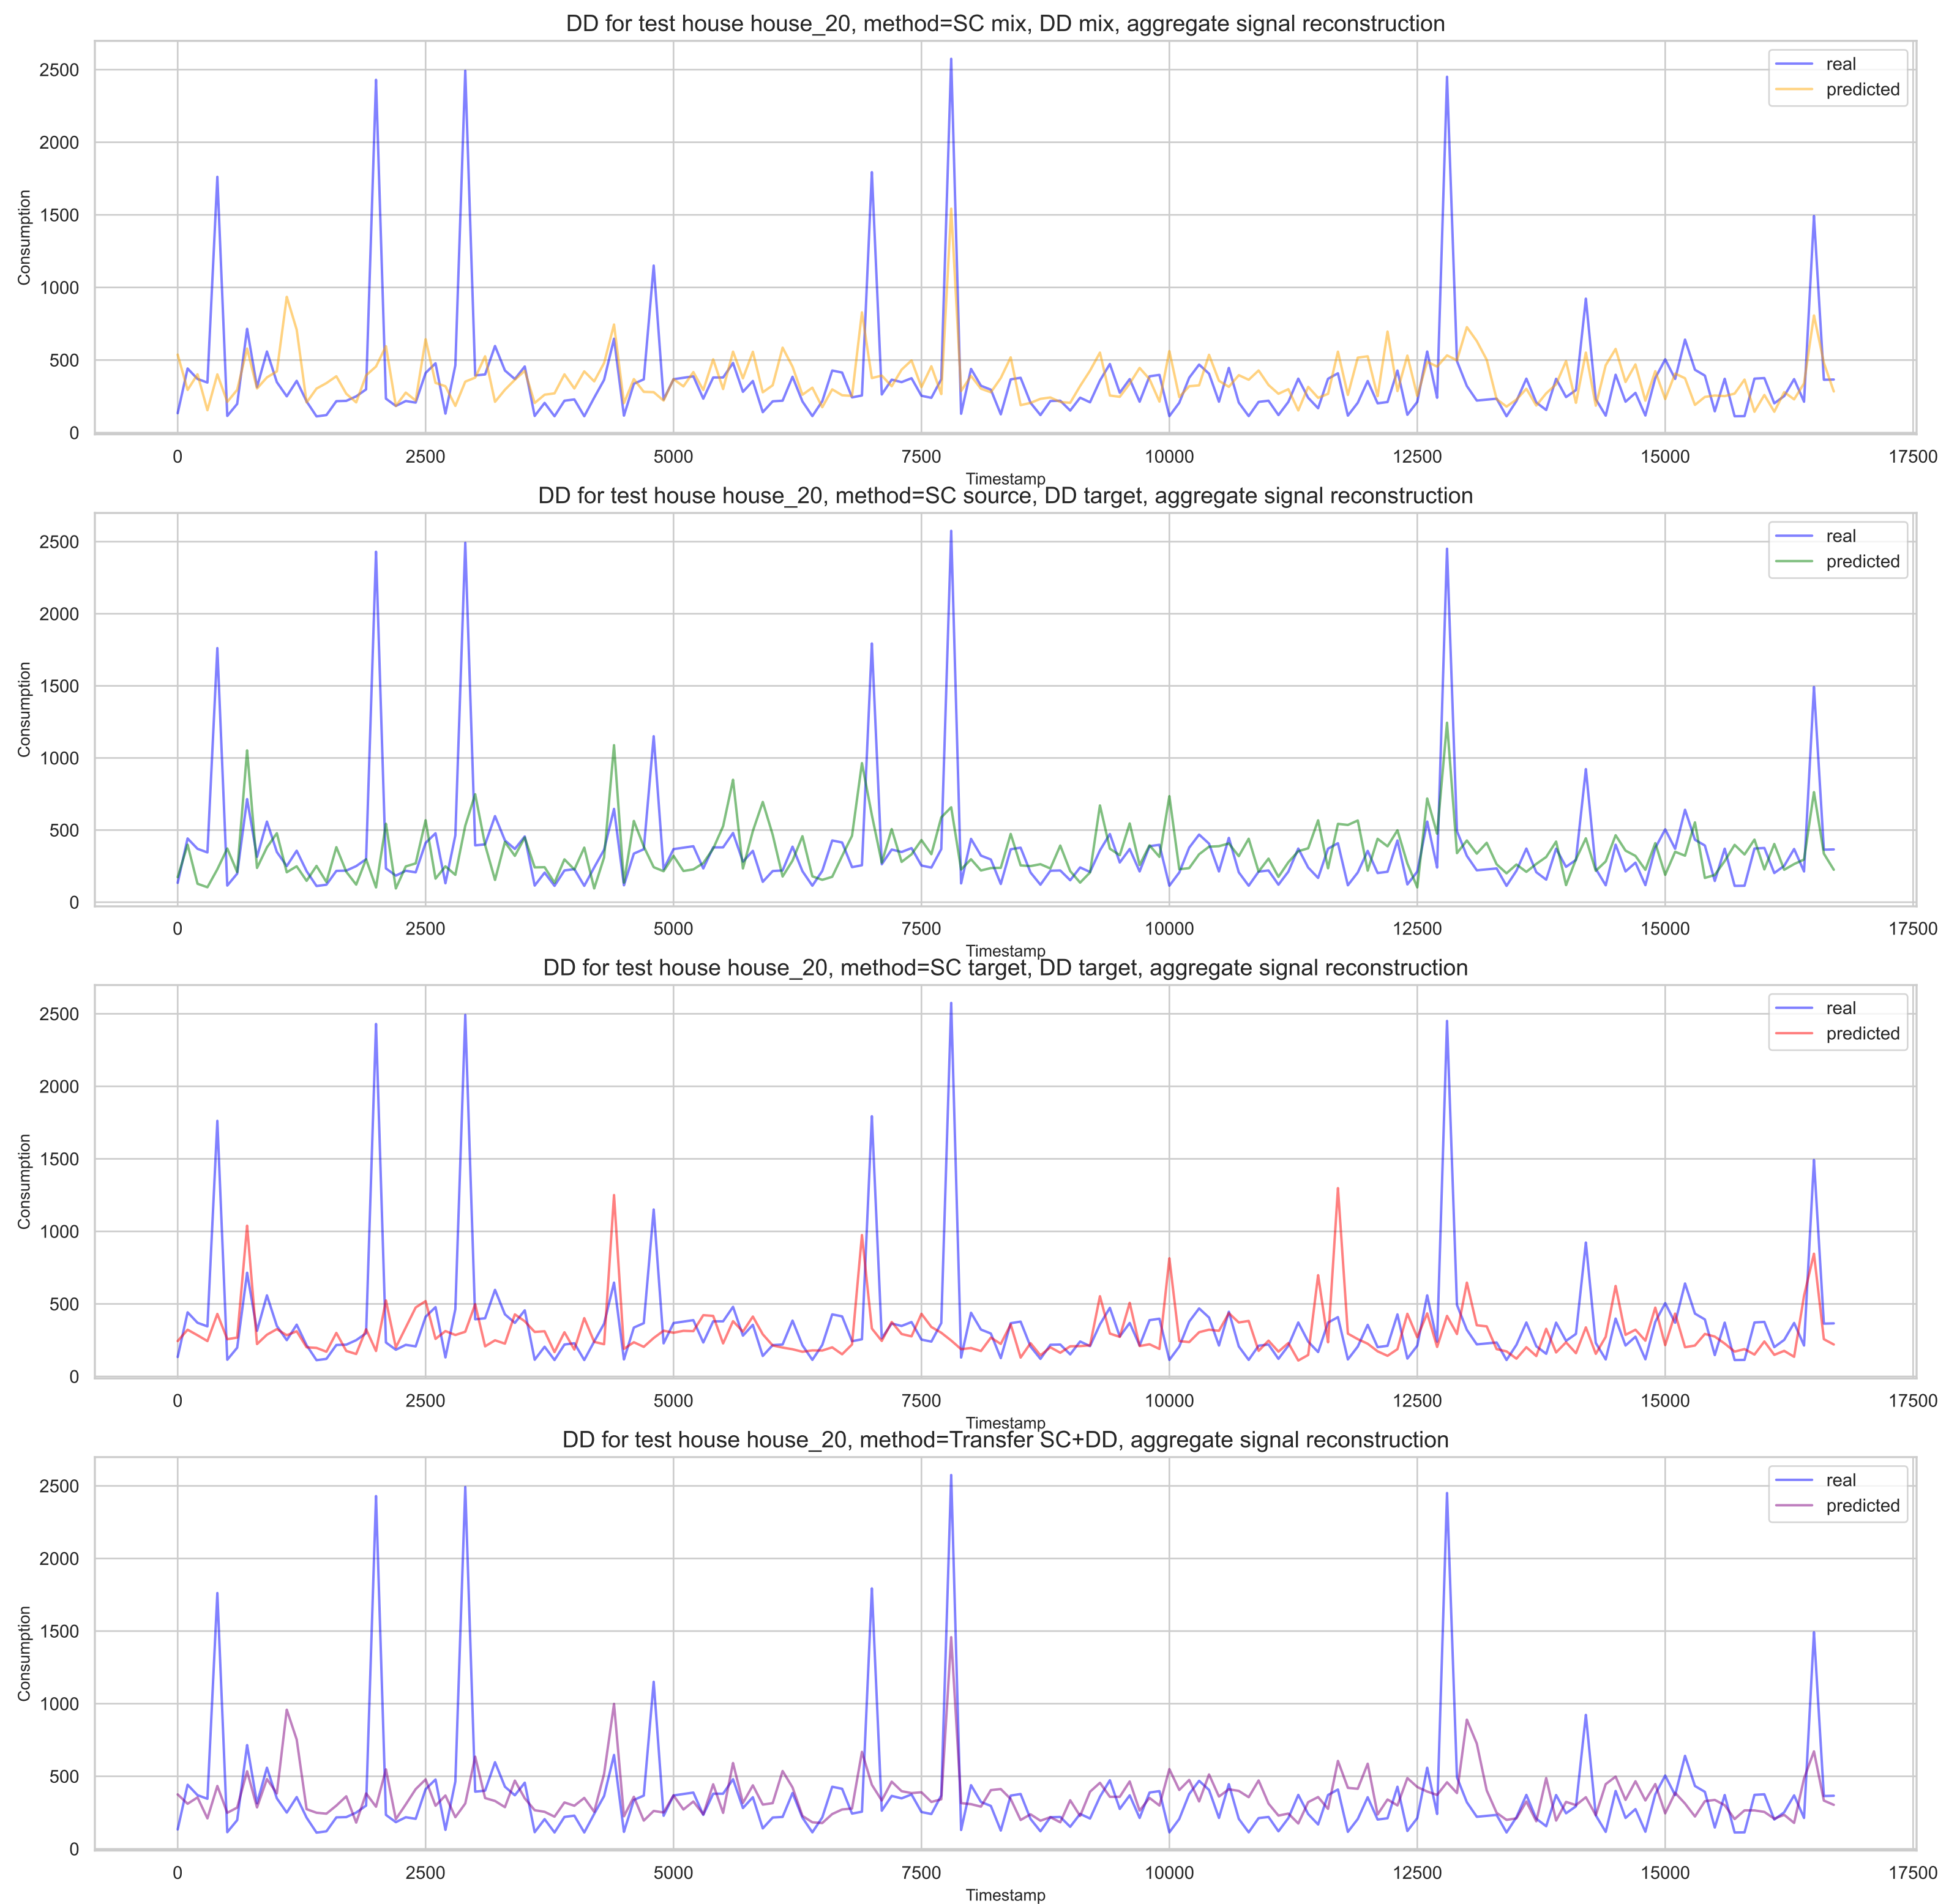 DD for test house house_20, method=SC mix, DD mix, aggregate signal reconstruction
real
predicted
Consumption
2500
2000
1500
1000
500
0
0 2500 5000 7500 10000 12500 15000 17500
Timestamp
DD for test house house_20, method=SC source, DD target, aggregate signal reconstruction
real
predicted
Consumption
2500
2000
1500
1000
500
0
0 2500 5000 7500 10000 12500 15000 17500
Timestamp
DD for test house house_20, method=SC target, DD target, aggregate signal reconstruction
real
predicted
Consumption
2500
2000
1500
1000
500
0
0 2500 5000 7500 10000 12500 15000 17500
Timestamp
DD for test house house_20, method=Transfer SC+DD, aggregate signal reconstruction
real
predicted
Consumption
2500
2000
1500
1000
500
0
0 2500 5000 7500 10000 12500 15000 17500
Timestamp